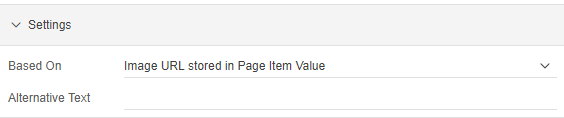 Settings
Based On Image URL stored in Page Item Value
Alternative Text